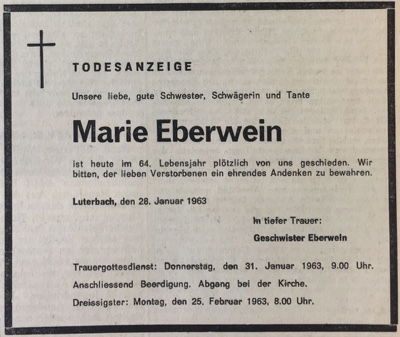 TODESANZEIGE
Unsere liebe, gute Schwester, Schwägerin und Tante
Marie Eberwein
ist heute im 64. Lebensjahr plötzlich von uns geschieden. Wir
bitten, der lieben Verstorbenen ein ehrendes Andenken zu bewahren.
Luterbach, den 28. Januar 1963
In tiefer Trauer:
Geschwister Eberwein
Trauergottesdienst: Donnerstag, den 31. Januar 1963, 9.00 Uhr.
Anschliessend Beerdigung. Abgang bei der Kirche.
Dreissigster: Montag, den 25. Februar 1963, 8.00 Uhr.